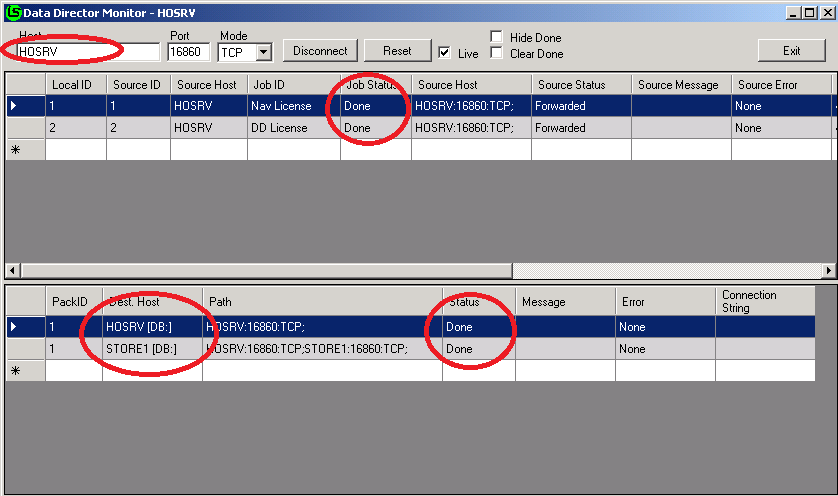 Data Director Monitor - HOSRV
Host Port Mode
HOSRV 16860 TCP Disconnect Reset Live Hide Done Clear Done Exit
Local ID Source ID Source Host Job ID Job Status Source Host Source Status Source Message Source Error
1 1 HOSRV Nav License Done HOSRV:16860:TCP; Forwarded None
2 2 HOSRV DD License Done HOSRV:16860:TCP; Forwarded None
*
PackID Dest. Host Path Status Message Error Connection String
1 HOSRV [DB:] HOSRV:16860:TCP; Done None
1 STORE1 [DB:] HOSRV:16860:TCP;STORE1:16860:TCP; Done None
*